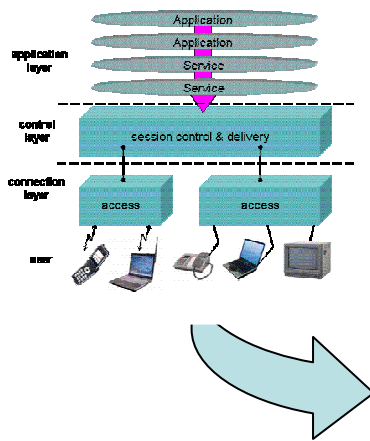 Application
Application
application
layer
Service
Service
control
layer
session control & delivery
connection
layer
access
access
user